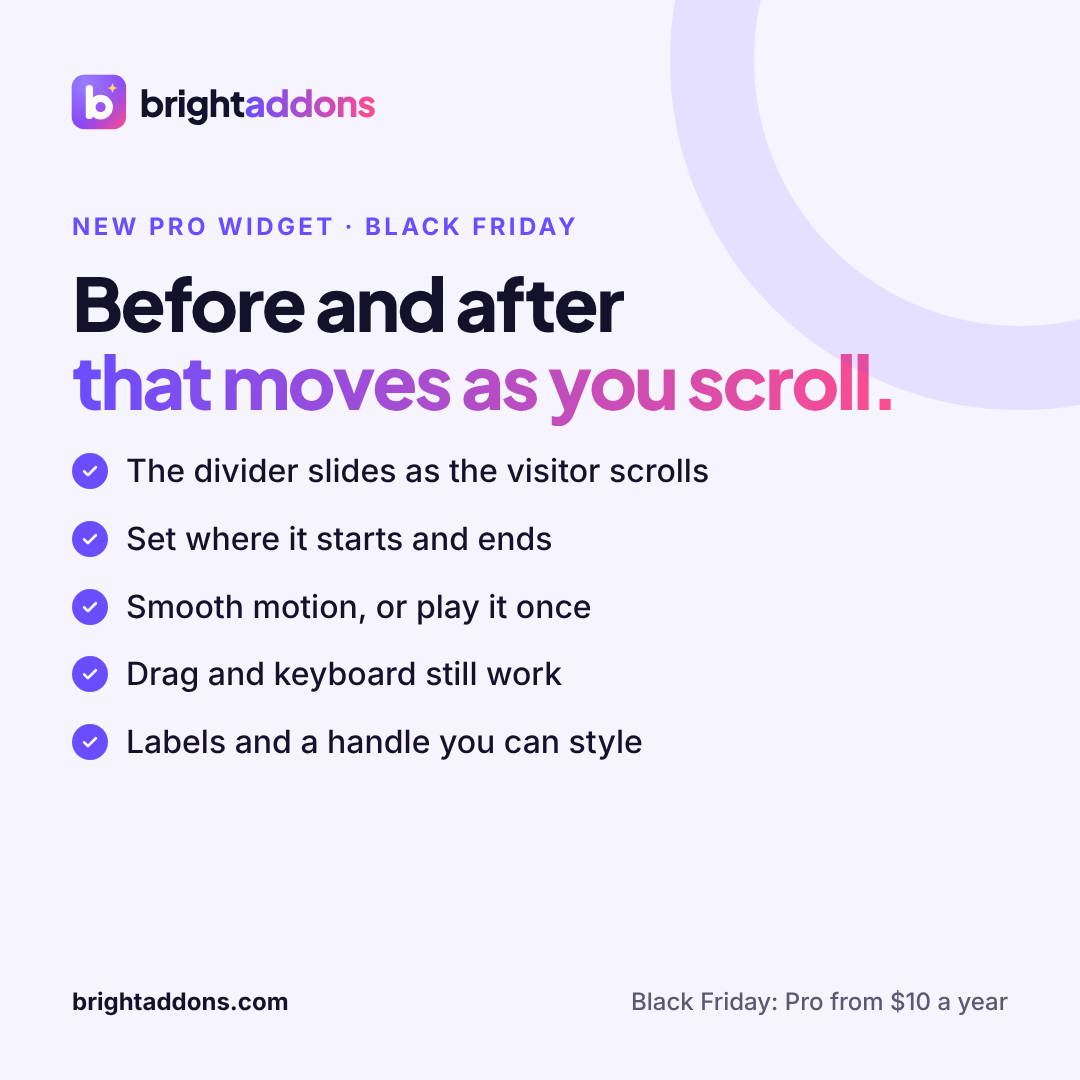 brightaddons
NEW PRO WIDGET · BLACK FRIDAY
Before and after
that moves as you scroll.
The divider slides as the visitor scrolls
Set where it starts and ends
Smooth motion, or play it once
Drag and keyboard still work
Labels and a handle you can style
brightaddons.com
Black Friday: Pro from $10 a year